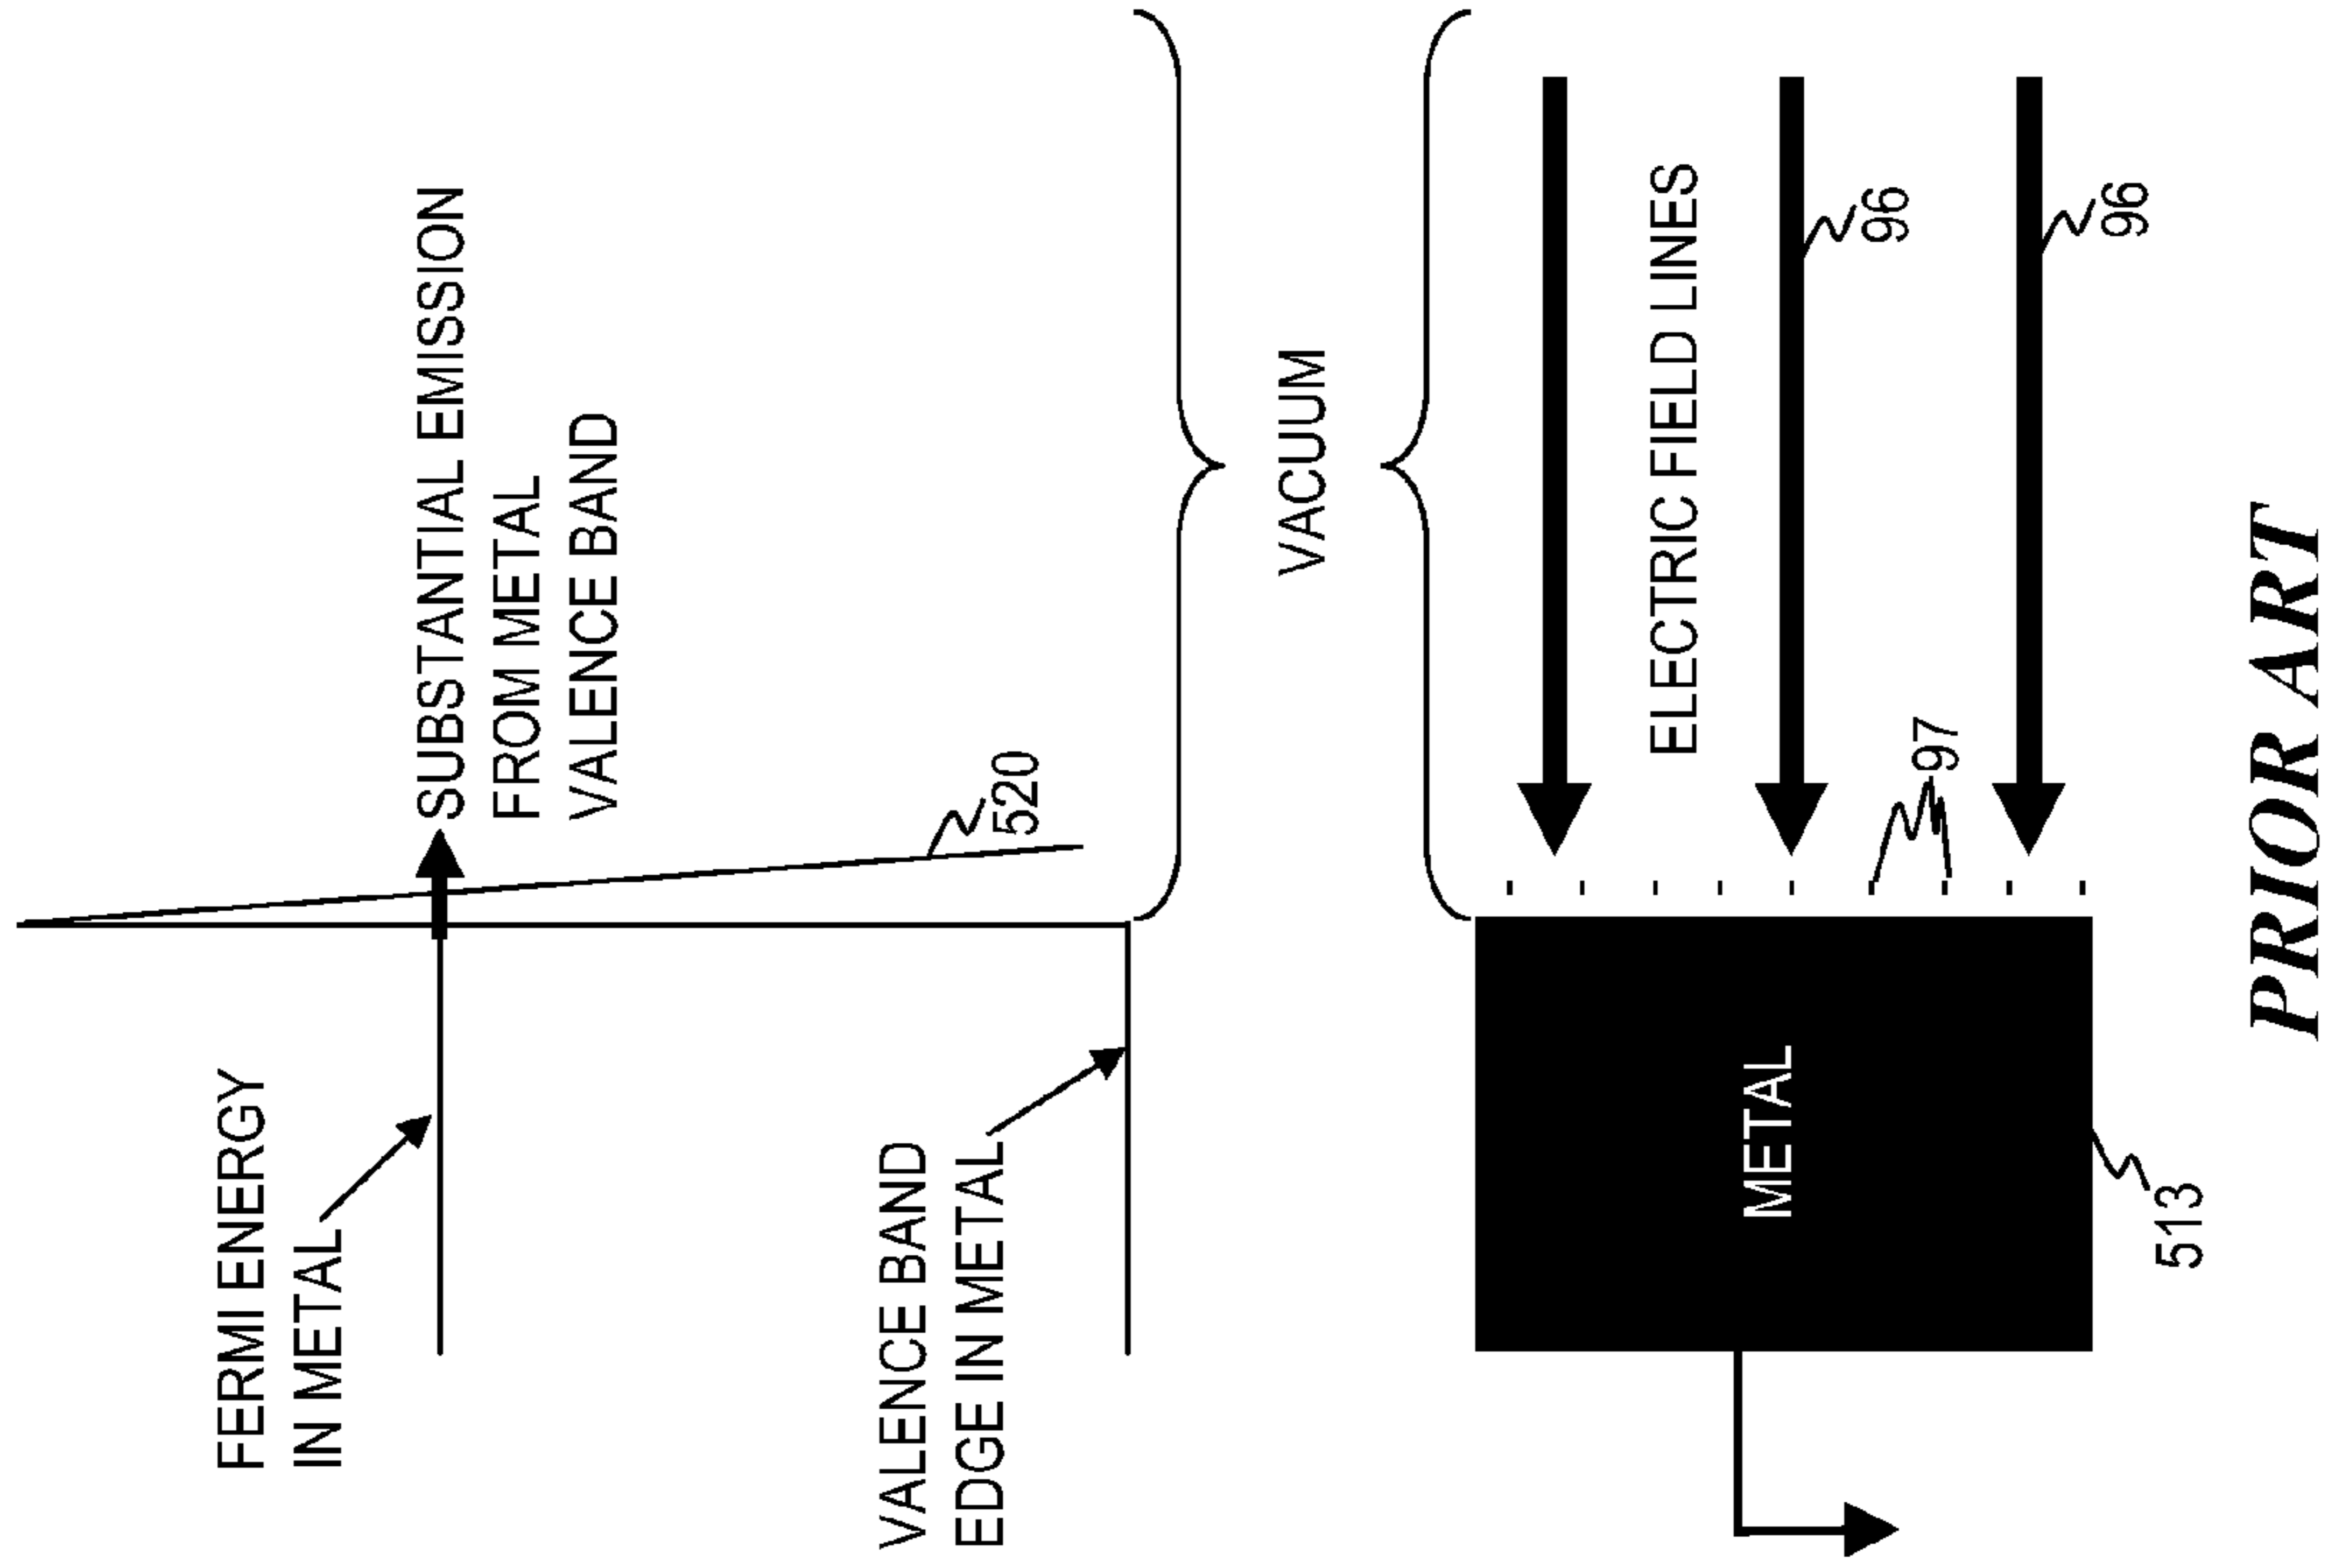 FERMI ENERGY
IN METAL
SUBSTANTIAL EMISSION
FROM METAL
VALENCE BAND
520
VALENCE BAND
EDGE IN METAL
VACUUM
ELECTRIC FIELD LINES
96
97
96
METAL
513
PRIOR ART